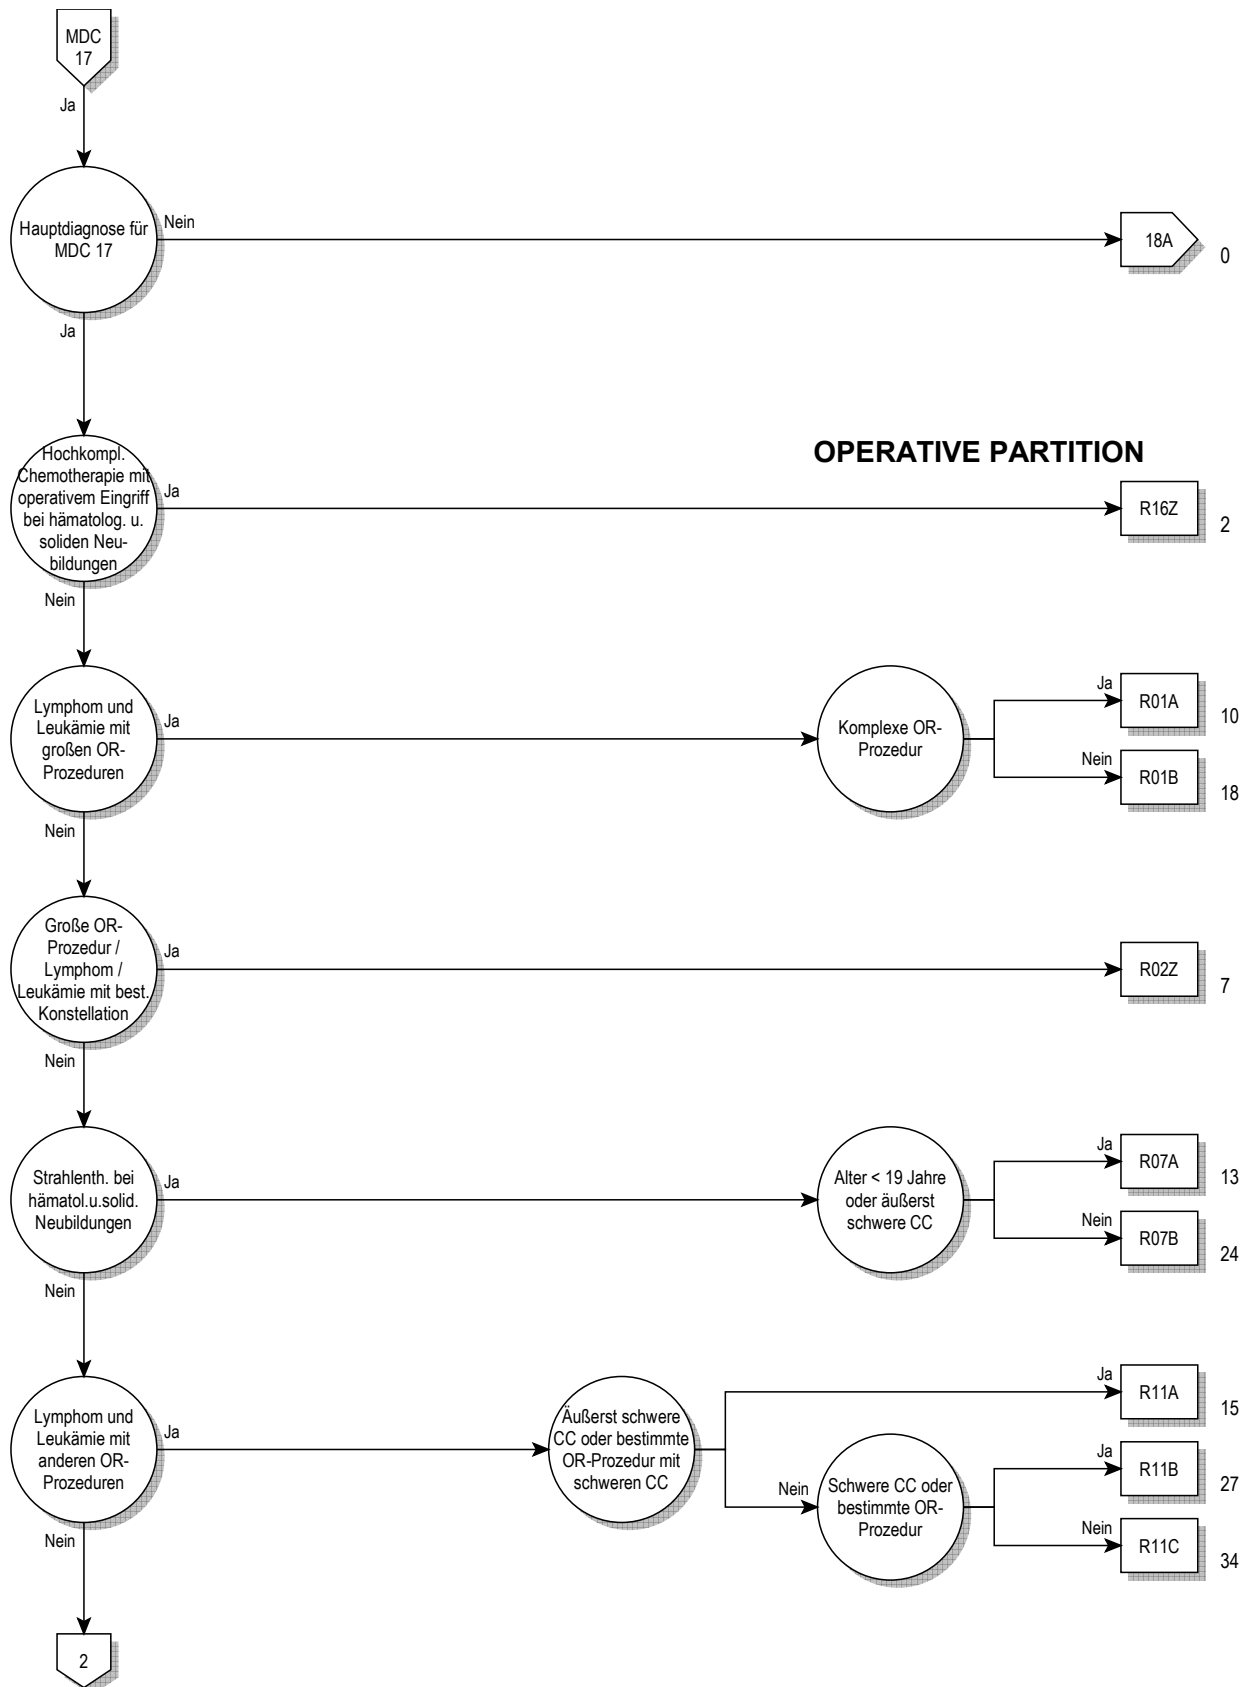 MDC
17
Ja
Hauptdiagnose für
MDC 17
Nein
18A
0
Ja
OPERATIVE PARTITION
Hochkompl.
Chemotherapie mit
operativem Eingriff
bei hämatolog. u.
soliden Neu-
bildungen
Ja
R16Z
2
Nein
Lymphom und
Leukämie mit
großen OR-
Prozeduren
Ja
Komplexe OR-
Prozedur
Ja
R01A
10
Nein
R01B
18
Nein
Große OR-
Prozedur /
Lymphom /
Leukämie mit best.
Konstellation
Ja
R02Z
7
Nein
Strahlenth. bei
hämatol.u.solid.
Neubildungen
Ja
Alter < 19 Jahre
oder äußerst
schwere CC
Ja
R07A
13
Nein
R07B
24
Nein
Lymphom und
Leukämie mit
anderen OR-
Prozeduren
Ja
Äußerst schwere
CC oder bestimmte
OR-Prozedur mit
schweren CC
Ja
R11A
15
Nein
Schwere CC oder
bestimmte OR-
Prozedur
Ja
R11B
27
Nein
R11C
34
Nein
2